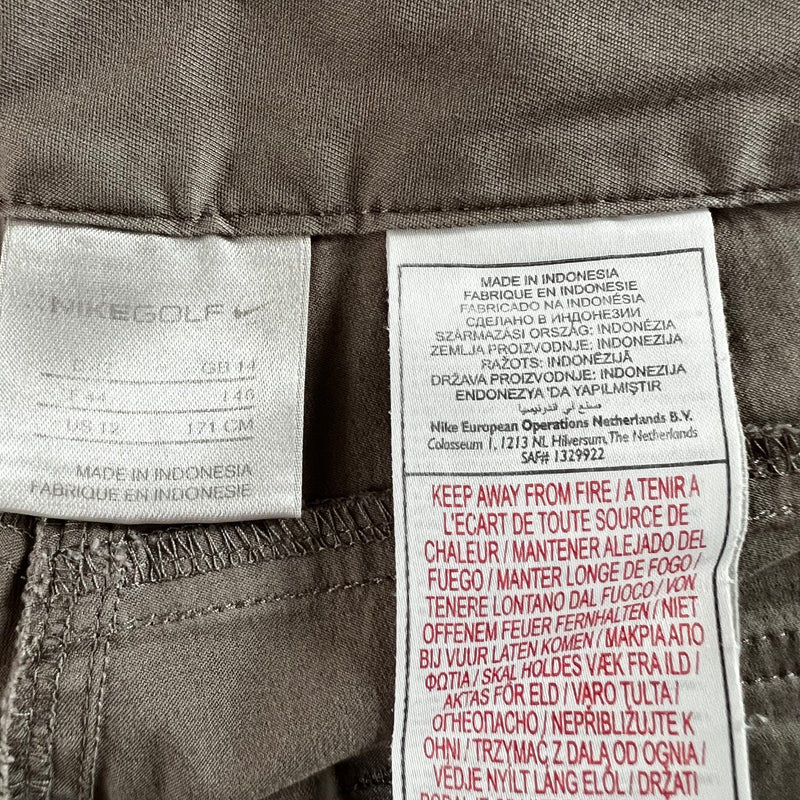 NIKEGOLF
GB
F 44
I 46
US 12
171 CM
MADE IN INDONESIA
FABRIQUE EN INDONESIE
MADE IN INDONESIA
FABRIQUE EN INDONESIE
FABRICADO NA INDONÉSIA
СДЕЛАНО В ИНДОНЕЗИИ
SZÁRMAZÁSI ORSZÁG: INDONÉZIA
ZEMLJA PROIZVODNJE: INDONEZIJA
RAŽOTS: INDONĒZIJĀ
DRŽAVA PROIZVODNJE: INDONEZIJA
ENDONEZYA 'DA YAPILMIŞTIR
Nike European Operations Netherlands B.V.
Colosseum 1, 1213 NL Hilversum, The Netherlands
SAF# 1329922
KEEP AWAY FROM FIRE / A TENIR A
L'ECART DE TOUTE SOURCE DE
CHALEUR / MANTENER ALEJADO DEL
FUEGO / MANTER LONGE DE FOGO /
TENERE LONTANO DAL FUOCO / VON
OFFENEM FEUER FERNHALTEN / NIET
BIJ VUUR LATEN KOMEN / ΜΑΚΡΙΑ ΑΠΟ
ΦΩΤΙΑ / SKAL HOLDES VÆK FRA ILD /
AKTAS FÖR ELD / VARO TULTA /
ОГНЕОПАСНО / NEPŘIBLIŽUJTE K
OHNI / TRZYMAĆ Z DALA OD OGNIA /
VÉDJE NYÍLT LÁNG ELŐL / DRŽATI